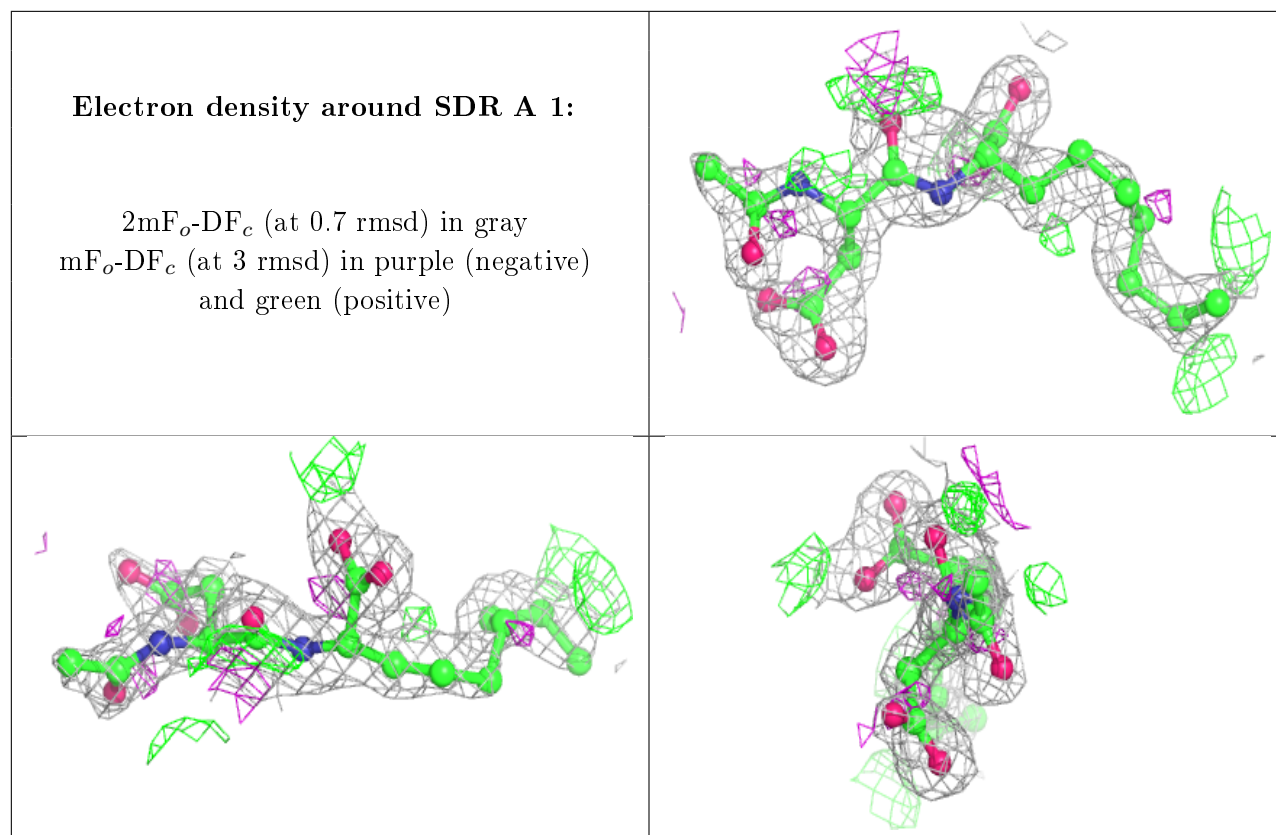 Electron density around SDR A 1:
2mFₒ-DF𝒸 (at 0.7 rmsd) in gray
mFₒ-DF𝒸 (at 3 rmsd) in purple (negative)
and green (positive)